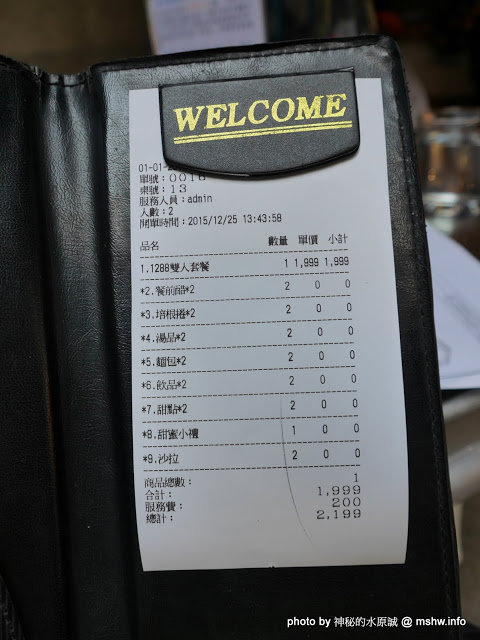 WELCOME
01-01-
單號：0018
桌號：13
服務人員：admin
人數：2
開單時間：2015/12/25 13:43:58
品名 數量 單價 小計
1.1288雙人套餐 1 1,999 1,999
*2.餐前醋*2 2 0 0
*3.培根捲*2 2 0 0
*4.湯品*2 2 0 0
*5.麵包*2 2 0 0
*6.飲品*2 2 0 0
*7.甜點*2 2 0 0
*8.甜蜜小禮 1 0 0
*9.沙拉 2 0 0
商品總數： 1
合計： 1,999
服務費： 200
總計： 2,199
photo by 神秘的水原誠 @ mshw.info